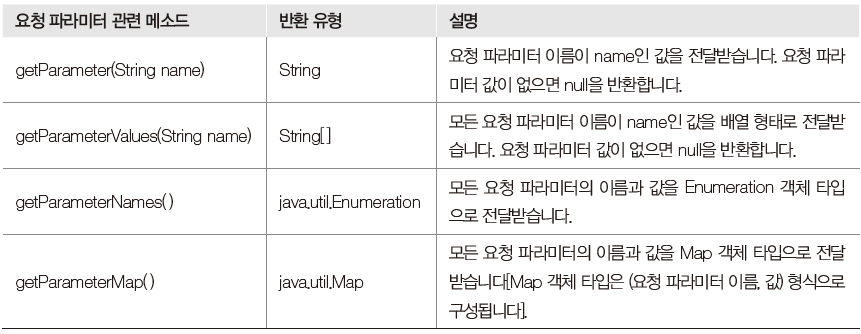 요청 파라미터 관련 메소드 반환 유형 설명
getParameter(String name) String 요청 파라미터 이름이 name인 값을 전달받습니다. 요청 파라
미터 값이 없으면 null을 반환합니다.
getParameterValues(String name) String[ ] 모든 요청 파라미터 이름이 name인 값을 배열 형태로 전달받
습니다. 요청 파라미터 값이 없으면 null을 반환합니다.
getParameterNames( ) java.util.Enumeration 모든 요청 파라미터의 이름과 값을 Enumeration 객체 타입
으로 전달받습니다.
getParameterMap( ) java.util.Map 모든 요청 파라미터의 이름과 값을 Map 객체 타입으로 전달
받습니다[Map 객체 타입은 (요청 파라미터 이름, 값) 형식으로
구성됩니다].